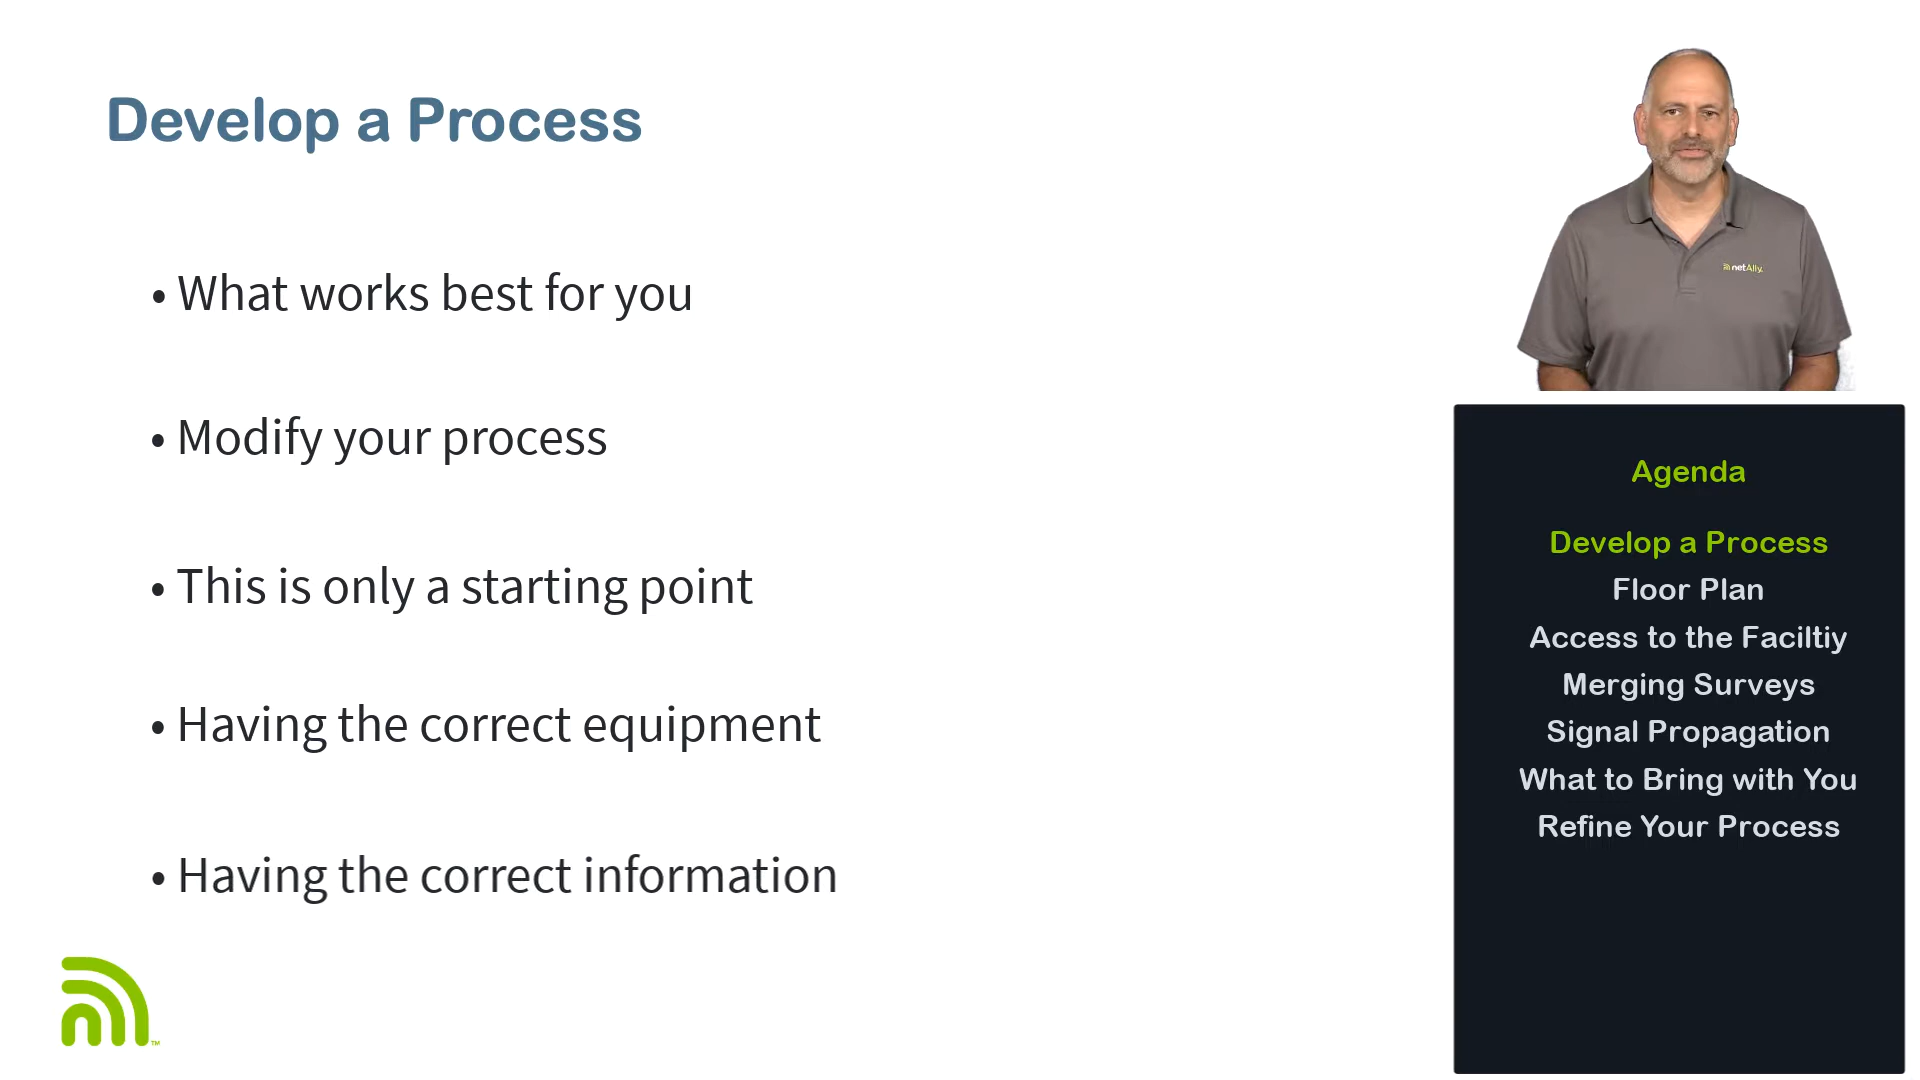 Develop a Process
• What works best for you
• Modify your process
• This is only a starting point
• Having the correct equipment
• Having the correct information
netAlly
Agenda
Develop a Process
Floor Plan
Access to the Faciltiy
Merging Surveys
Signal Propagation
What to Bring with You
Refine Your Process
TM